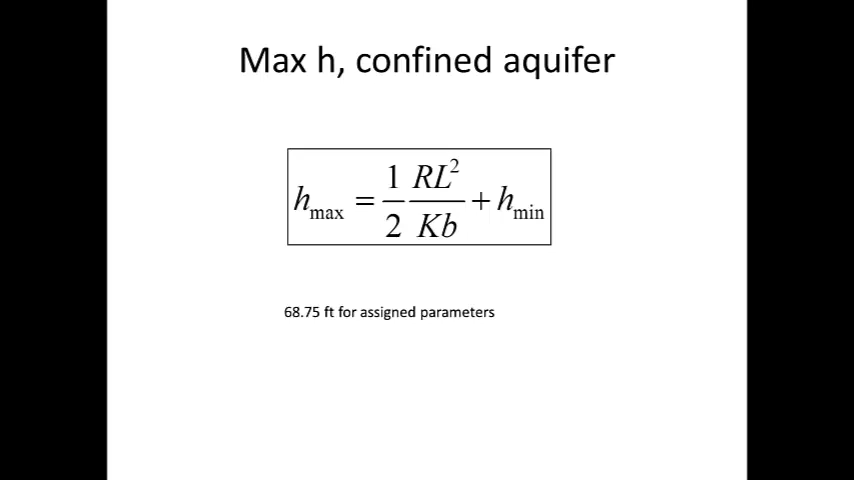 Max h, confined aquifer
h_max = 1/2 RL²/Kb + h_min
68.75 ft for assigned parameters